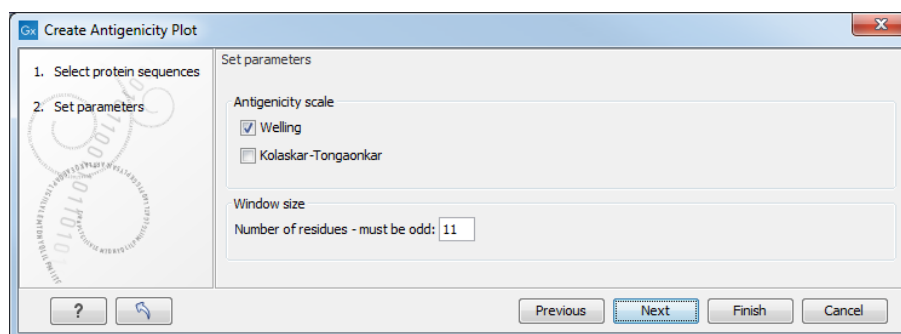 Gx Create Antigenicity Plot
1. Select protein sequences
2. Set parameters
Set parameters
Antigenicity scale
Welling
Kolaskar-Tongaonkar
Window size
Number of residues - must be odd: 11
?
Previous
Next
Finish
Cancel